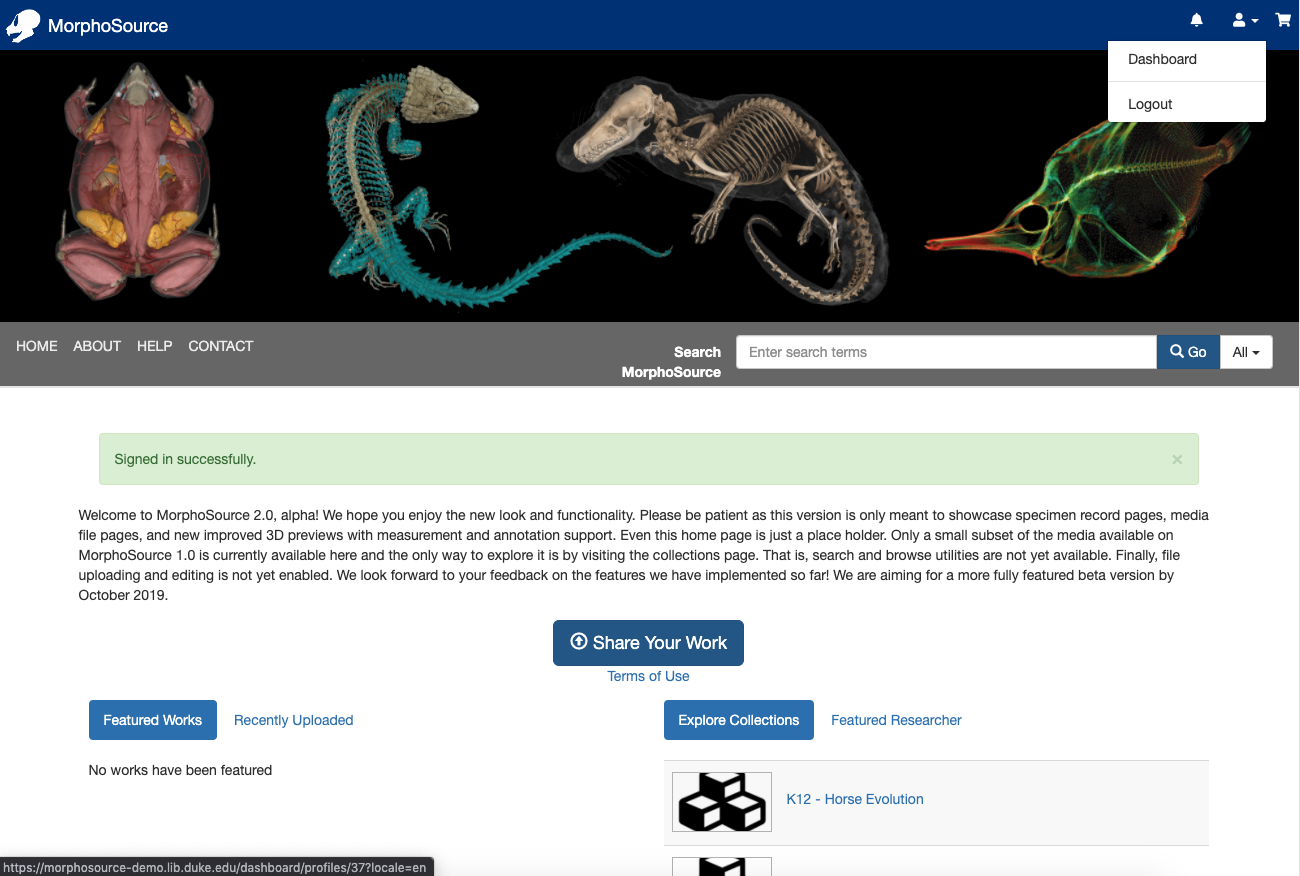 MorphoSource
Dashboard
Logout
HOME ABOUT HELP CONTACT
Search
MorphoSource
Enter search terms
Go
All
Signed in successfully.
×
Welcome to MorphoSource 2.0, alpha! We hope you enjoy the new look and functionality. Please be patient as this version is only meant to showcase specimen record pages, media
file pages, and new improved 3D previews with measurement and annotation support. Even this home page is just a place holder. Only a small subset of the media available on
MorphoSource 1.0 is currently available here and the only way to explore it is by visiting the collections page. That is, search and browse utilities are not yet available. Finally, file
uploading and editing is not yet enabled. We look forward to your feedback on the features we have implemented so far! We are aiming for a more fully featured beta version by
October 2019.
Share Your Work
Terms of Use
Featured Works Recently Uploaded
No works have been featured
Explore Collections Featured Researcher
K12 - Horse Evolution
https://morphosource-demo.lib.duke.edu/dashboard/profiles/37?locale=en